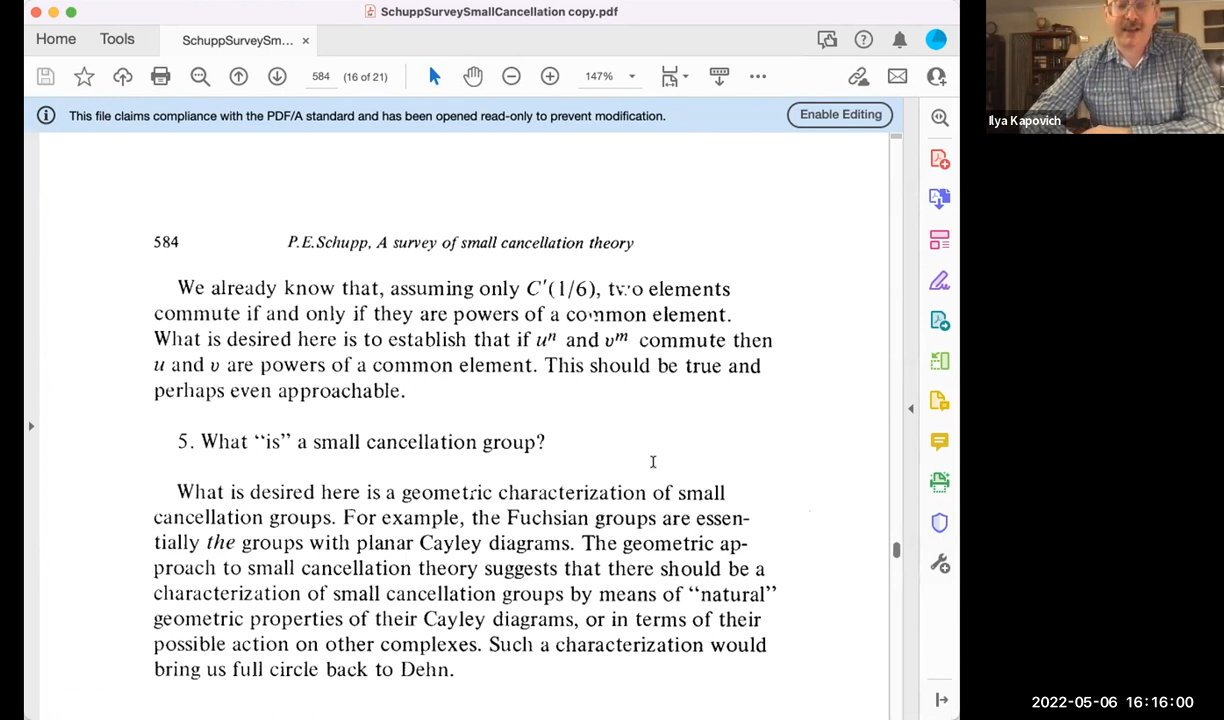 SchuppSurveySmallCancellation copy.pdf
Home Tools SchuppSurveySm... ×
584 (16 of 21) 147%
This file claims compliance with the PDF/A standard and has been opened read-only to prevent modification. Enable Editing
Ilya Kapovich
584 P.E.Schupp, A survey of small cancellation theory
We already know that, assuming only C′(1/6), two elements
commute if and only if they are powers of a common element.
What is desired here is to establish that if uⁿ and vᵐ commute then
u and v are powers of a common element. This should be true and
perhaps even approachable.
5. What “is” a small cancellation group?
What is desired here is a geometric characterization of small
cancellation groups. For example, the Fuchsian groups are essen-
tially the groups with planar Cayley diagrams. The geometric ap-
proach to small cancellation theory suggests that there should be a
characterization of small cancellation groups by means of “natural”
geometric properties of their Cayley diagrams, or in terms of their
possible action on other complexes. Such a characterization would
bring us full circle back to Dehn.
2022-05-06 16:16:00